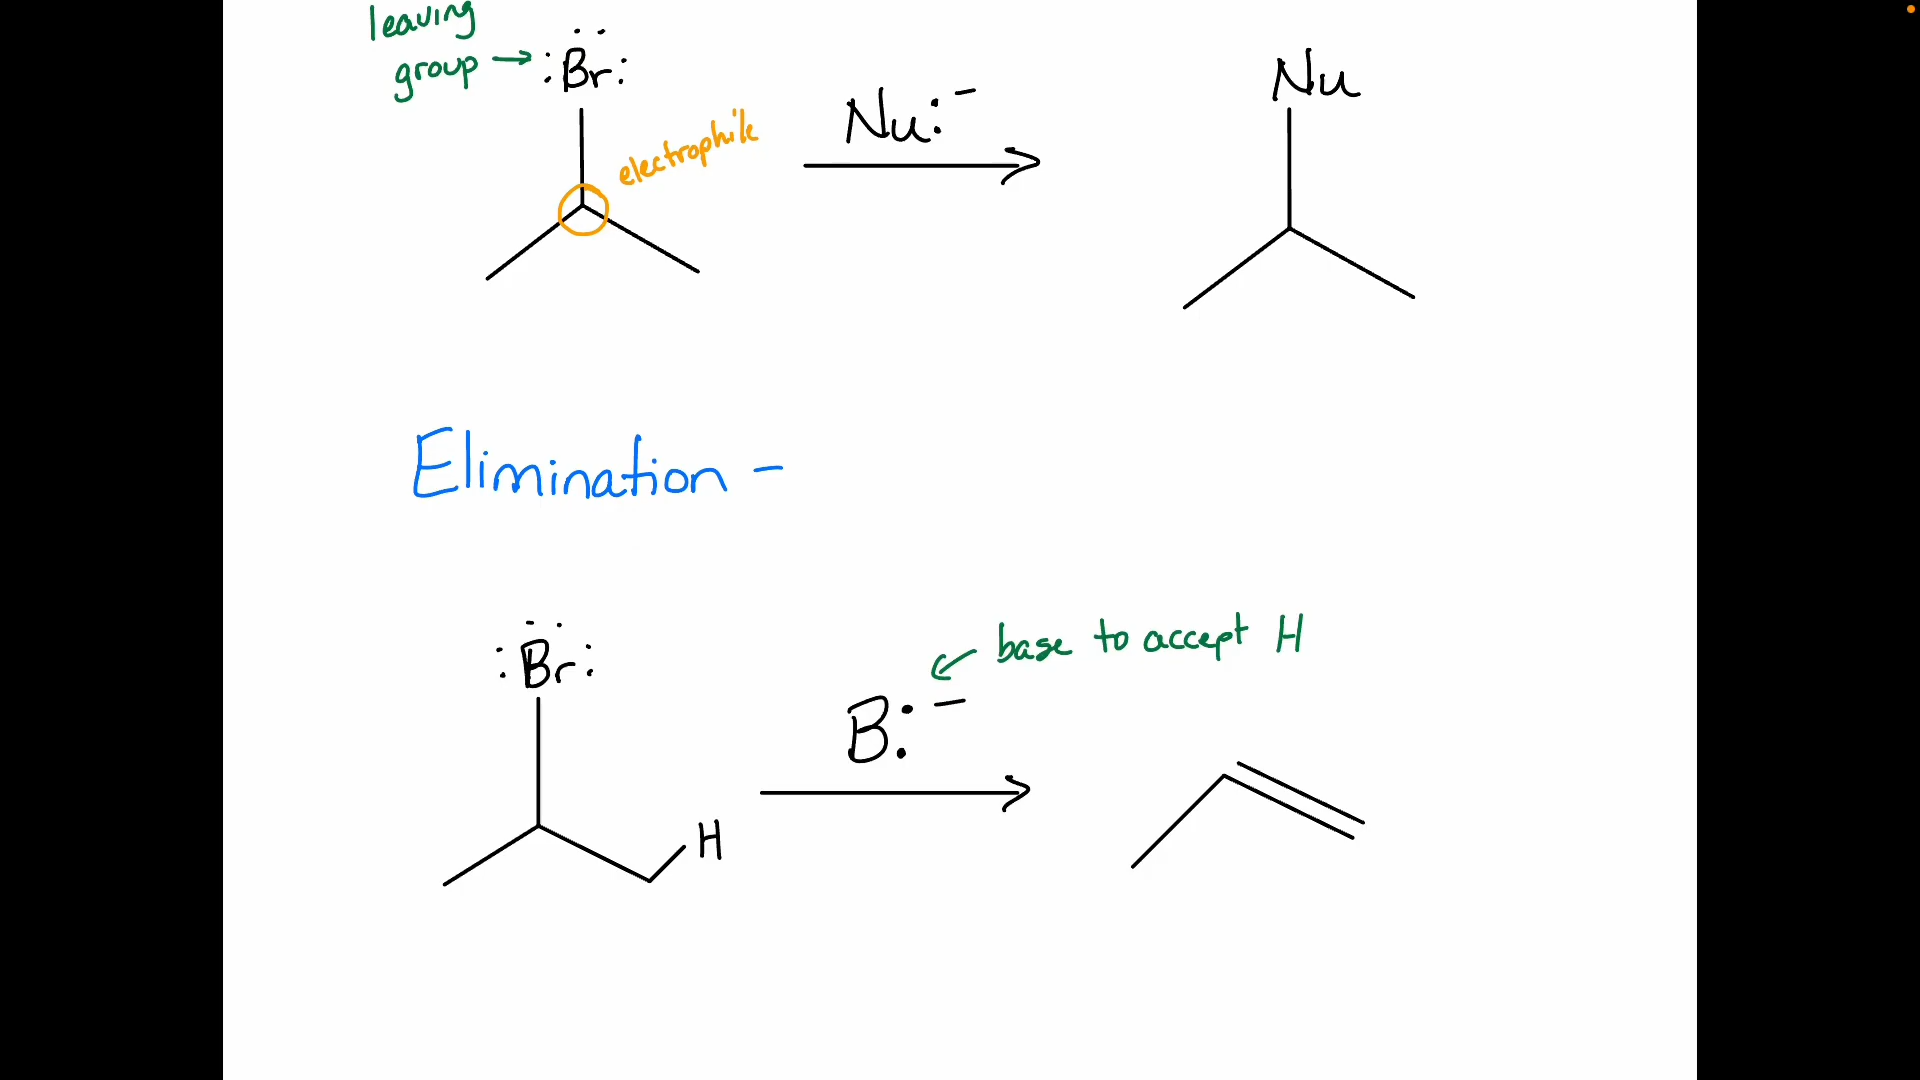 leaving
group →
:Br:
electrophile
Nu:⁻
Nu
Elimination -
:Br:
H
B:⁻
base to accept H